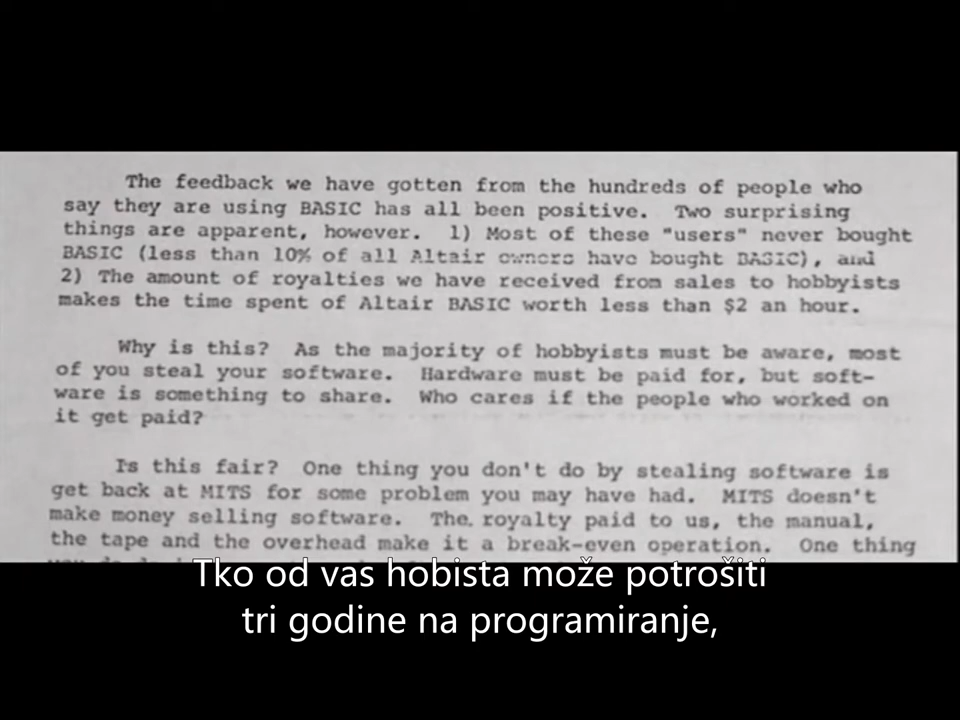 The feedback we have gotten from the hundreds of people who
say they are using BASIC has all been positive. Two surprising
things are apparent, however. 1) Most of these "users" never bought
BASIC (less than 10% of all Altair owners have bought BASIC), and
2) The amount of royalties we have received from sales to hobbyists
makes the time spent of Altair BASIC worth less than $2 an hour.
Why is this? As the majority of hobbyists must be aware, most
of you steal your software. Hardware must be paid for, but soft-
ware is something to share. Who cares if the people who worked on
it get paid?
Is this fair? One thing you don't do by stealing software is
get back at MITS for some problem you may have had. MITS doesn't
make money selling software. The royalty paid to us, the manual,
the tape and the overhead make it a break-even operation. One thing
Tko od vas hobista može potrošiti
tri godine na programiranje,